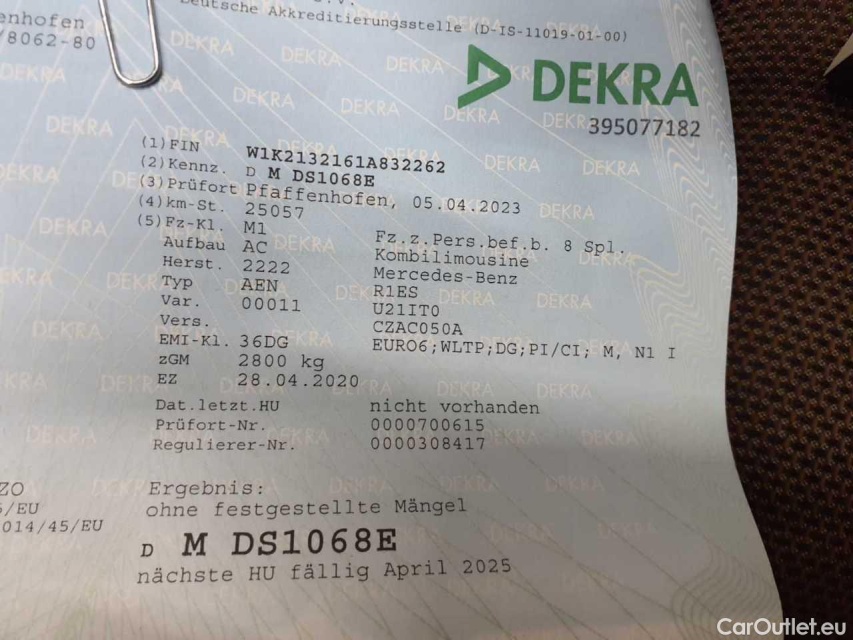 Deutsche Akkreditierungsstelle (D-IS-11019-01-00)
enhofen
/8062-80
DEKRA
395077182
(1) FIN W1K2132161A832262
(2) Kennz. D M DS1068E
(3) Prüfort Pfaffenhofen, 05.04.2023
(4) km-St. 25057
(5) Fz-Kl. M1 Fz.z.Pers.bef.b. 8 Spl.
Aufbau AC Kombilimousine
Herst. 2222 Mercedes-Benz
Typ AEN R1ES
Var. 00011 U21IT0
Vers. CZAC050A
EMI-Kl. 36DG EURO6;WLTP;DG;PI/CI; M, N1 I
zGM 2800 kg
EZ 28.04.2020
Dat.letzt.HU nicht vorhanden
Prüfort-Nr. 0000700615
Regulierer-Nr. 0000308417
ZO
/EU
014/45/EU
Ergebnis:
ohne festgestellte Mängel
D M DS1068E
nächste HU fällig April 2025
CarOutlet.eu